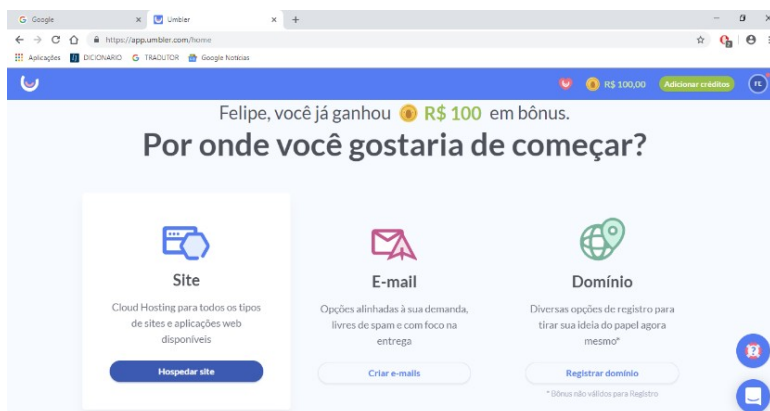 Google
Umbler
https://app.umbler.com/home
Aplicações
DICIONARIO
TRADUTOR
Google Notícias
R$ 100,00
Adicionar créditos
FE
Felipe, você já ganhou R$ 100 em bônus.
Por onde você gostaria de começar?
Site
Cloud Hosting para todos os tipos
de sites e aplicações web
disponíveis
Hospedar site
E-mail
Opções alinhadas à sua demanda,
livres de spam e com foco na
entrega
Criar e-mails
Domínio
Diversas opções de registro para
tirar sua ideia do papel agora
mesmo*
Registrar domínio
* Bônus não válidos para Registro